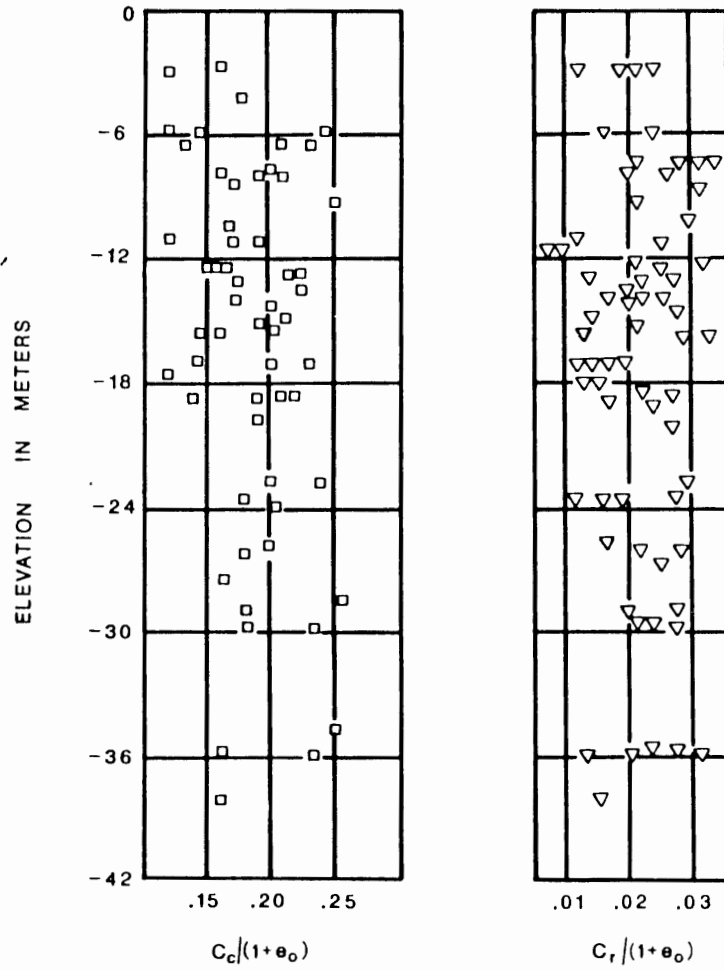 0
-6
-12
-18
-24
-30
-36
-42
ELEVATION IN METERS
.15 .20 .25
.01 .02 .03
Cc/(1+eo)
Cr/(1+eo)